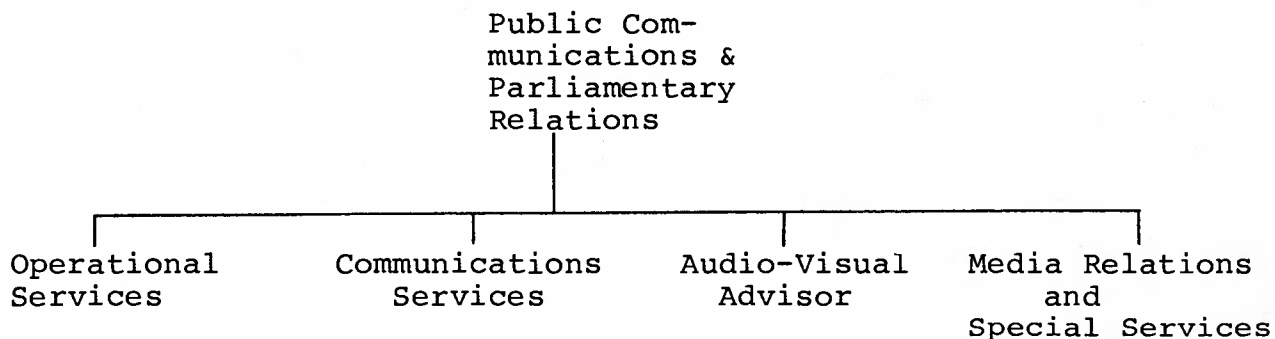 Public Com-
munications &
Parliamentary
Relations
Operational
Services
Communications
Services
Audio-Visual
Advisor
Media Relations
and
Special Services